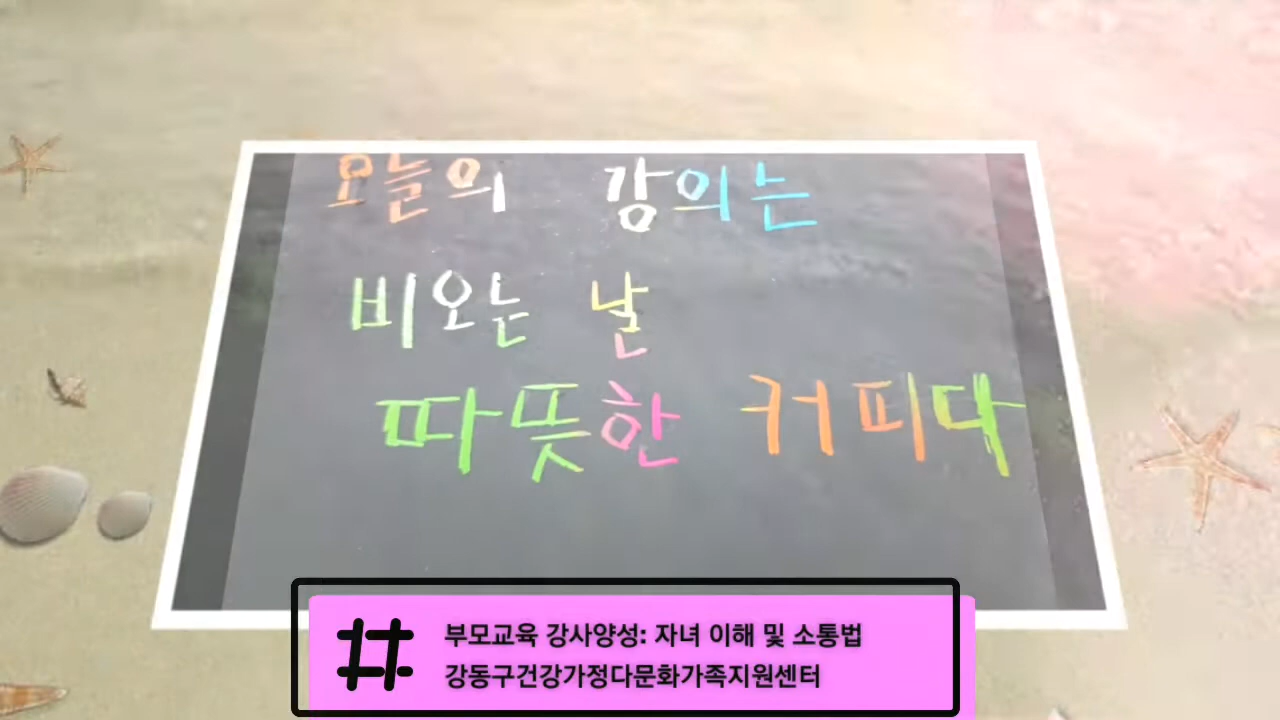 오늘의 강의는
비오는 날
따뜻한 커피다
# 부모교육 강사양성: 자녀 이해 및 소통법
강동구건강가정다문화가족지원센터